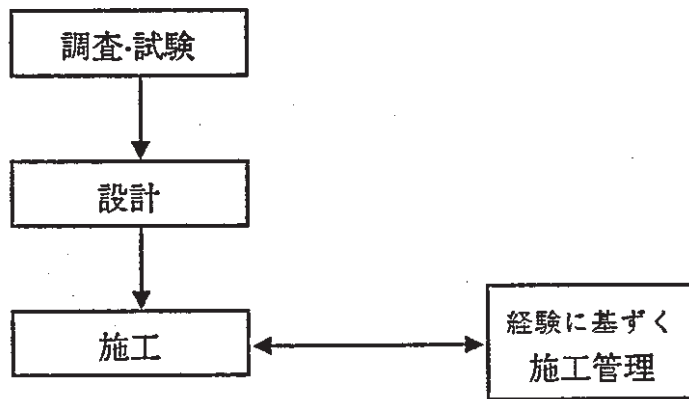 調査·試験
設計
施工
経験に基ずく
施工管理